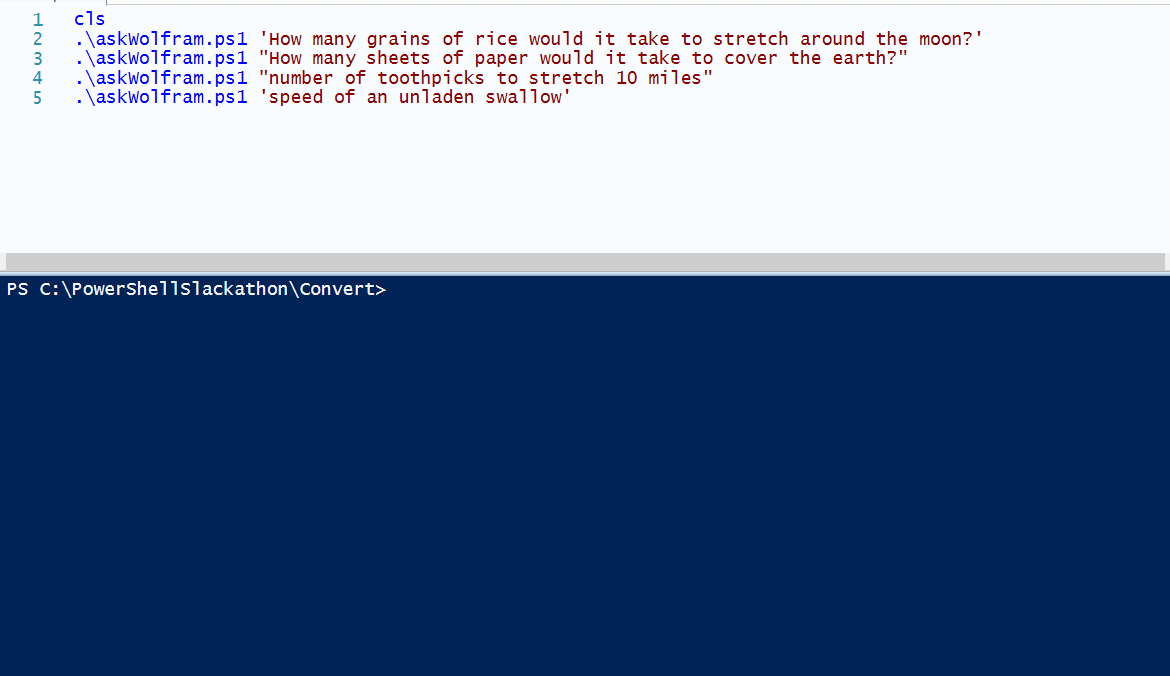 1 cls
2 .\askWolfram.ps1 'How many grains of rice would it take to stretch around the moon?'
3 .\askWolfram.ps1 "How many sheets of paper would it take to cover the earth?"
4 .\askWolfram.ps1 "number of toothpicks to stretch 10 miles"
5 .\askWolfram.ps1 'speed of an unladen swallow'
PS C:\PowerShellSlackathon\Convert>